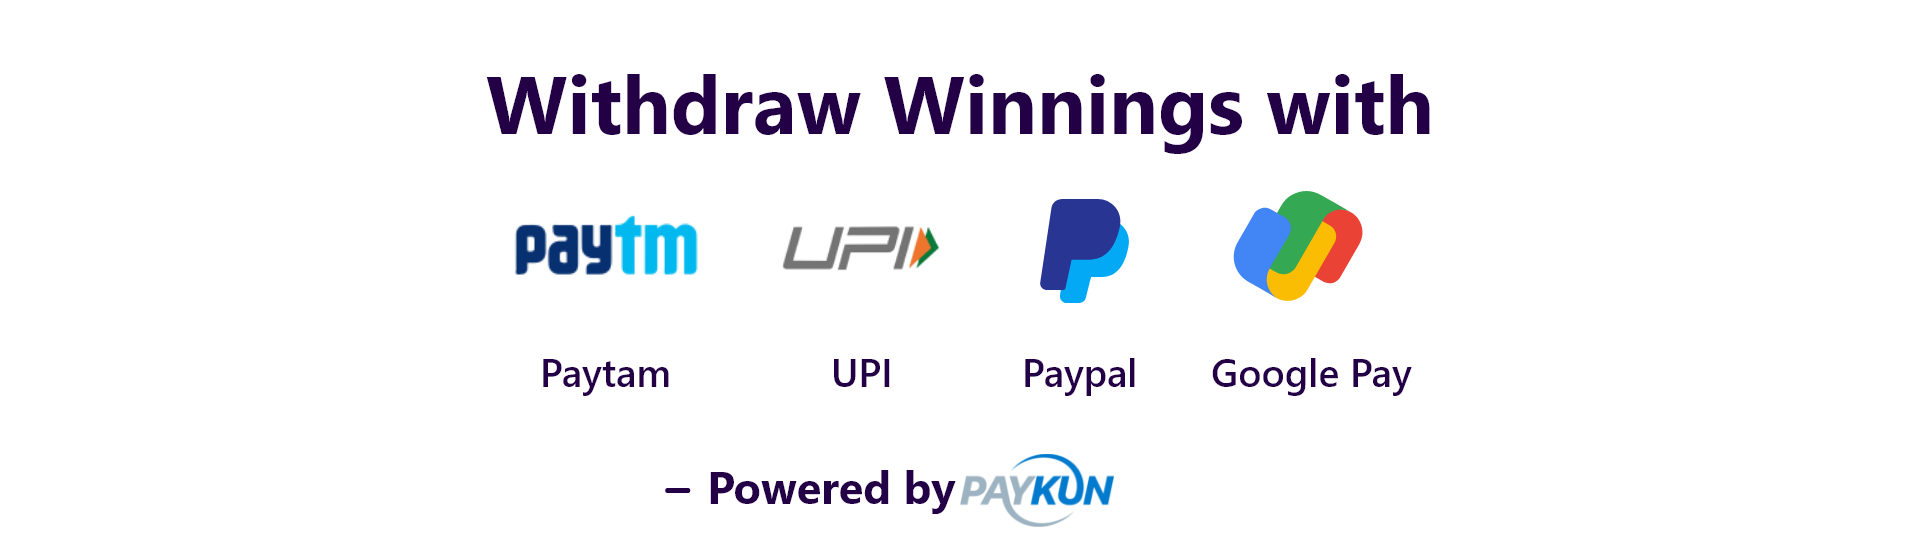 Withdraw Winnings with
paytm UPI
Paytam UPI Paypal Google Pay
– Powered by PAYKUN